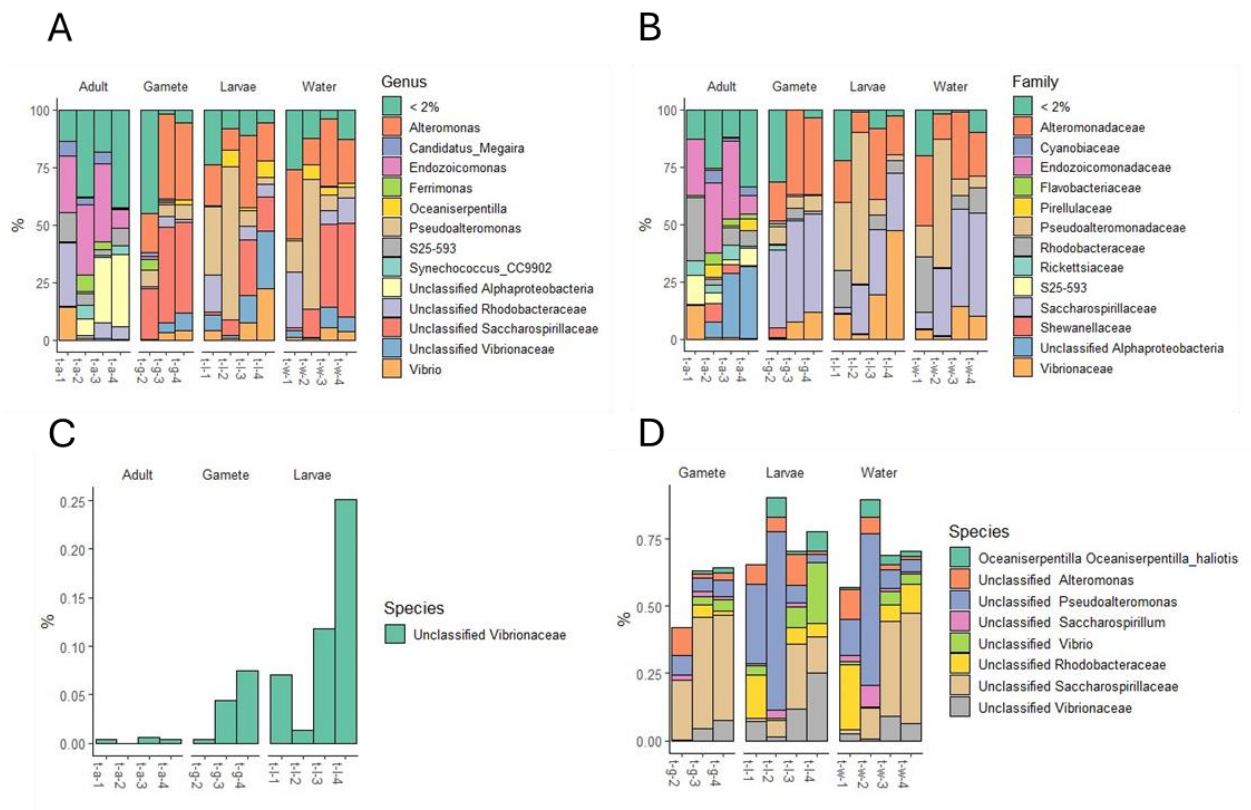 A
Adult Gamete Larvae Water
%
100
75
50
25
0
t-a-1 t-a-2 t-a-3 t-a-4 t-g-2 t-g-3 t-g-4 t-l-1 t-l-2 t-l-3 t-l-4 t-w-1 t-w-2 t-w-3 t-w-4
Genus
< 2%
Alteromonas
Candidatus_Megaira
Endozoicomonas
Ferrimonas
Oceaniserpentilla
Pseudoalteromonas
S25-593
Synechococcus_CC9902
Unclassified Alphaproteobacteria
Unclassified Rhodobacteraceae
Unclassified Saccharospirillaceae
Unclassified Vibrionaceae
Vibrio
B
Adult Gamete Larvae Water
%
100
75
50
25
0
t-a-1 t-a-2 t-a-3 t-a-4 t-g-2 t-g-3 t-g-4 t-l-1 t-l-2 t-l-3 t-l-4 t-w-1 t-w-2 t-w-3 t-w-4
Family
< 2%
Alteromonadaceae
Cyanobiaceae
Endozoicomonadaceae
Flavobacteriaceae
Pirellulaceae
Pseudoalteromonadaceae
Rhodobacteraceae
Rickettsiaceae
S25-593
Saccharospirillaceae
Shewanellaceae
Unclassified Alphaproteobacteria
Vibrionaceae
C
Adult Gamete Larvae
%
0.25
0.20
0.15
0.10
0.05
0.00
t-a-1 t-a-2 t-a-3 t-a-4 t-g-2 t-g-3 t-g-4 t-l-1 t-l-2 t-l-3 t-l-4
Species
Unclassified Vibrionaceae
D
Gamete Larvae Water
%
0.75
0.50
0.25
0.00
t-g-2 t-g-3 t-g-4 t-l-1 t-l-2 t-l-3 t-l-4 t-w-1 t-w-2 t-w-3 t-w-4
Species
Oceaniserpentilla Oceaniserpentilla_haliotis
Unclassified Alteromonas
Unclassified Pseudoalteromonas
Unclassified Saccharospirillum
Unclassified Vibrio
Unclassified Rhodobacteraceae
Unclassified Saccharospirillaceae
Unclassified Vibrionaceae